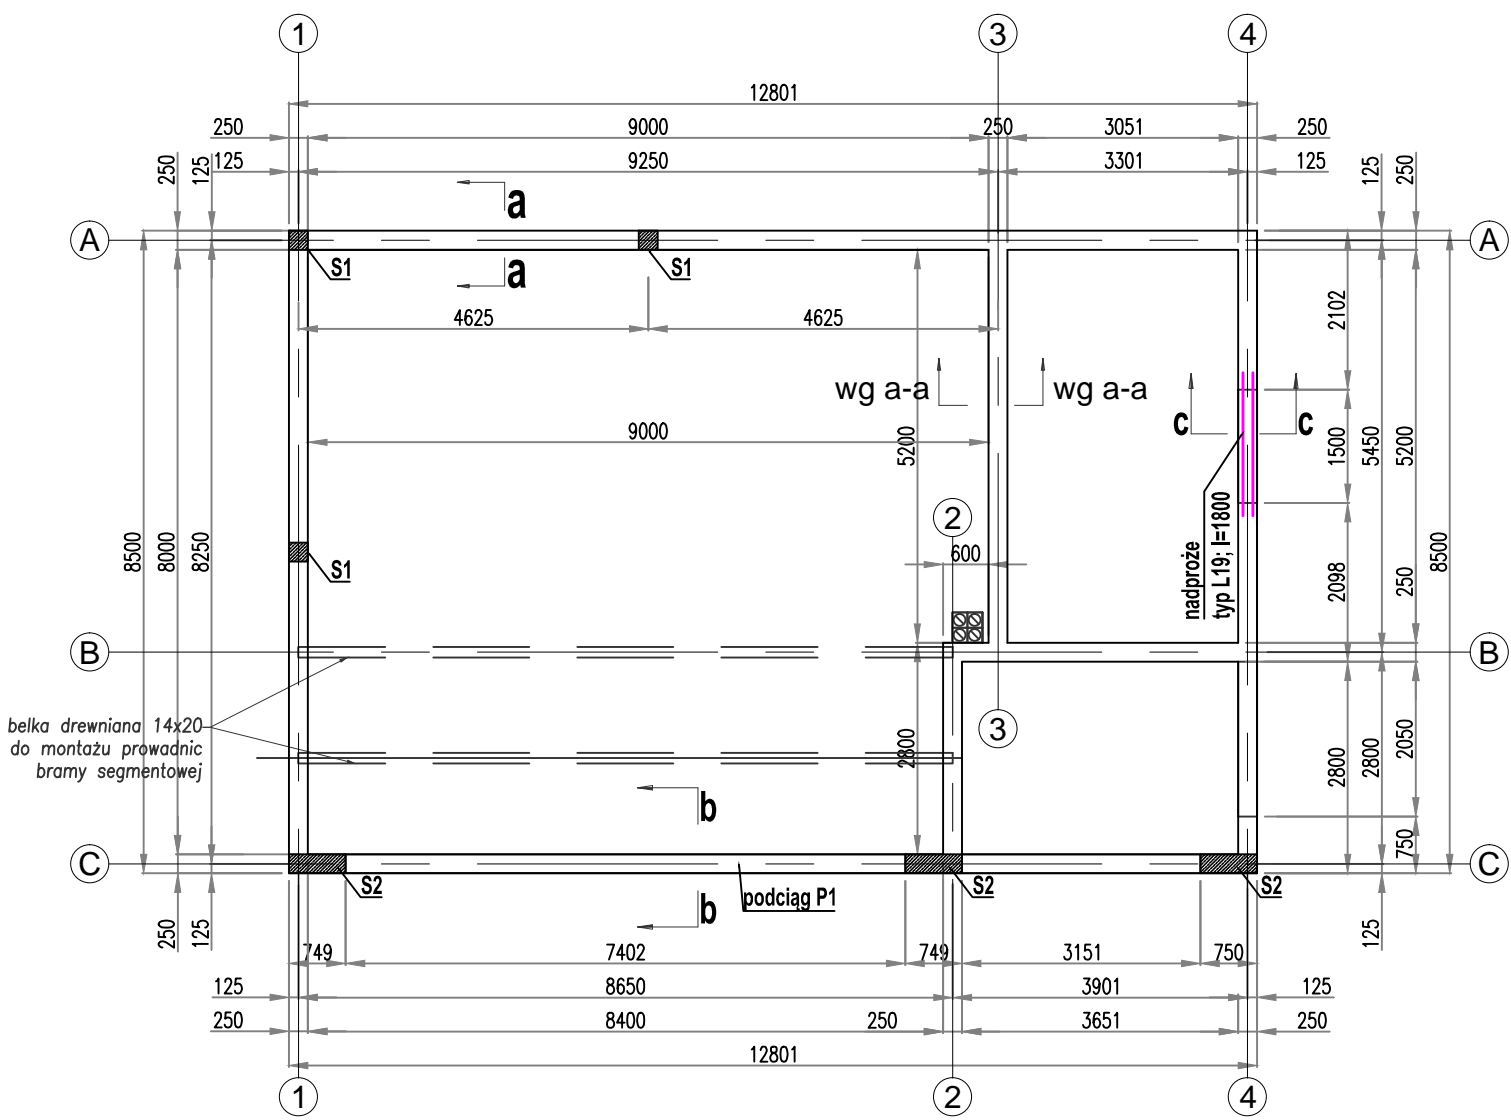 1
3
4
12801
250
9000
250
3051
250
125
9250
3301
125
250
125
125
250
a
A
A
a
S1
S1
4625
4625
2102
wg a-a
wg a-a
c
c
9000
5200
1500
5450
5200
2
600
8500
8000
8250
S1
nadproże
typ L19; l=1800
2098
250
8500
B
B
3
belka drewniana 14x20
do montażu prowadnic
bramy segmentowej
2800
2800
2800
2050
b
750
C
C
S2
podciąg P1
S2
S2
b
250
125
125
749
7402
749
3151
750
125
8650
3901
125
250
8400
250
3651
250
12801
1
2
4